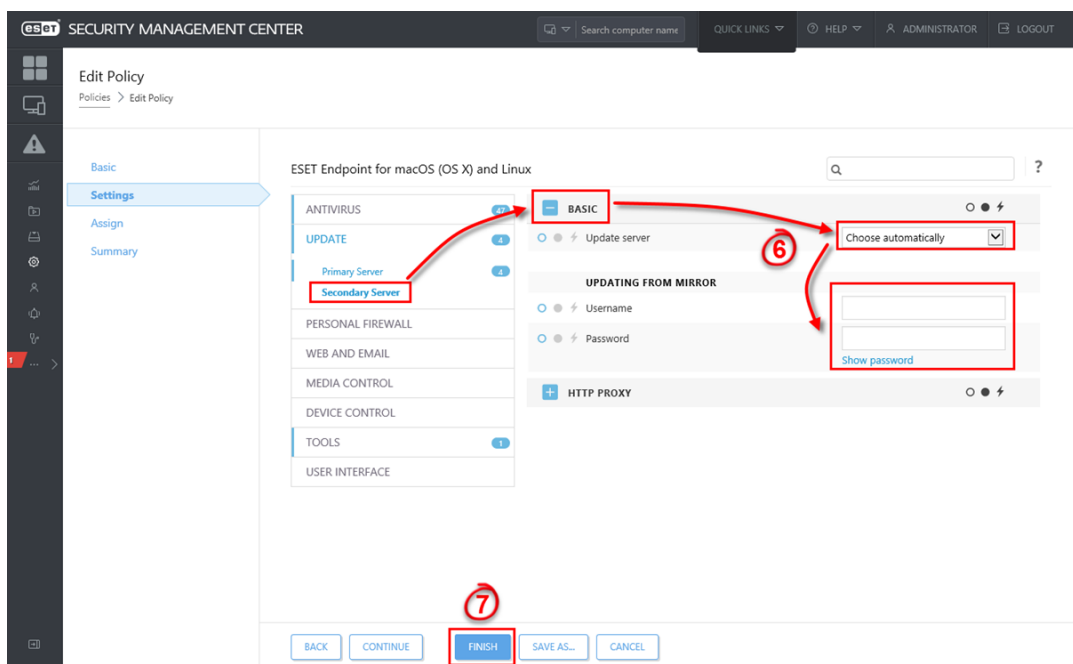 eset SECURITY MANAGEMENT CENTER Search computer name QUICK LINKS HELP ADMINISTRATOR LOGOUT
Edit Policy
Policies > Edit Policy
Basic
Settings
Assign
Summary
1
...
ESET Endpoint for macOS (OS X) and Linux ?
ANTIVIRUS 47
UPDATE 4
Primary Server 4
Secondary Server
PERSONAL FIREWALL
WEB AND EMAIL
MEDIA CONTROL
DEVICE CONTROL
TOOLS 1
USER INTERFACE
BASIC
Update server Choose automatically
6
UPDATING FROM MIRROR
Username
Password
Show password
HTTP PROXY
7
BACK CONTINUE FINISH SAVE AS... CANCEL